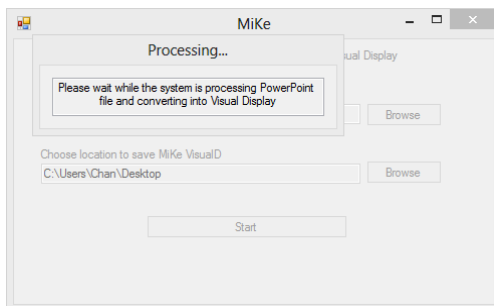 MiKe
Processing...
ual Display
Please wait while the system is processing PowerPoint
file and converting into Visual Display
Browse
Choose location to save MiKe VisualD
C:\Users\Chan\Desktop
Browse
Start